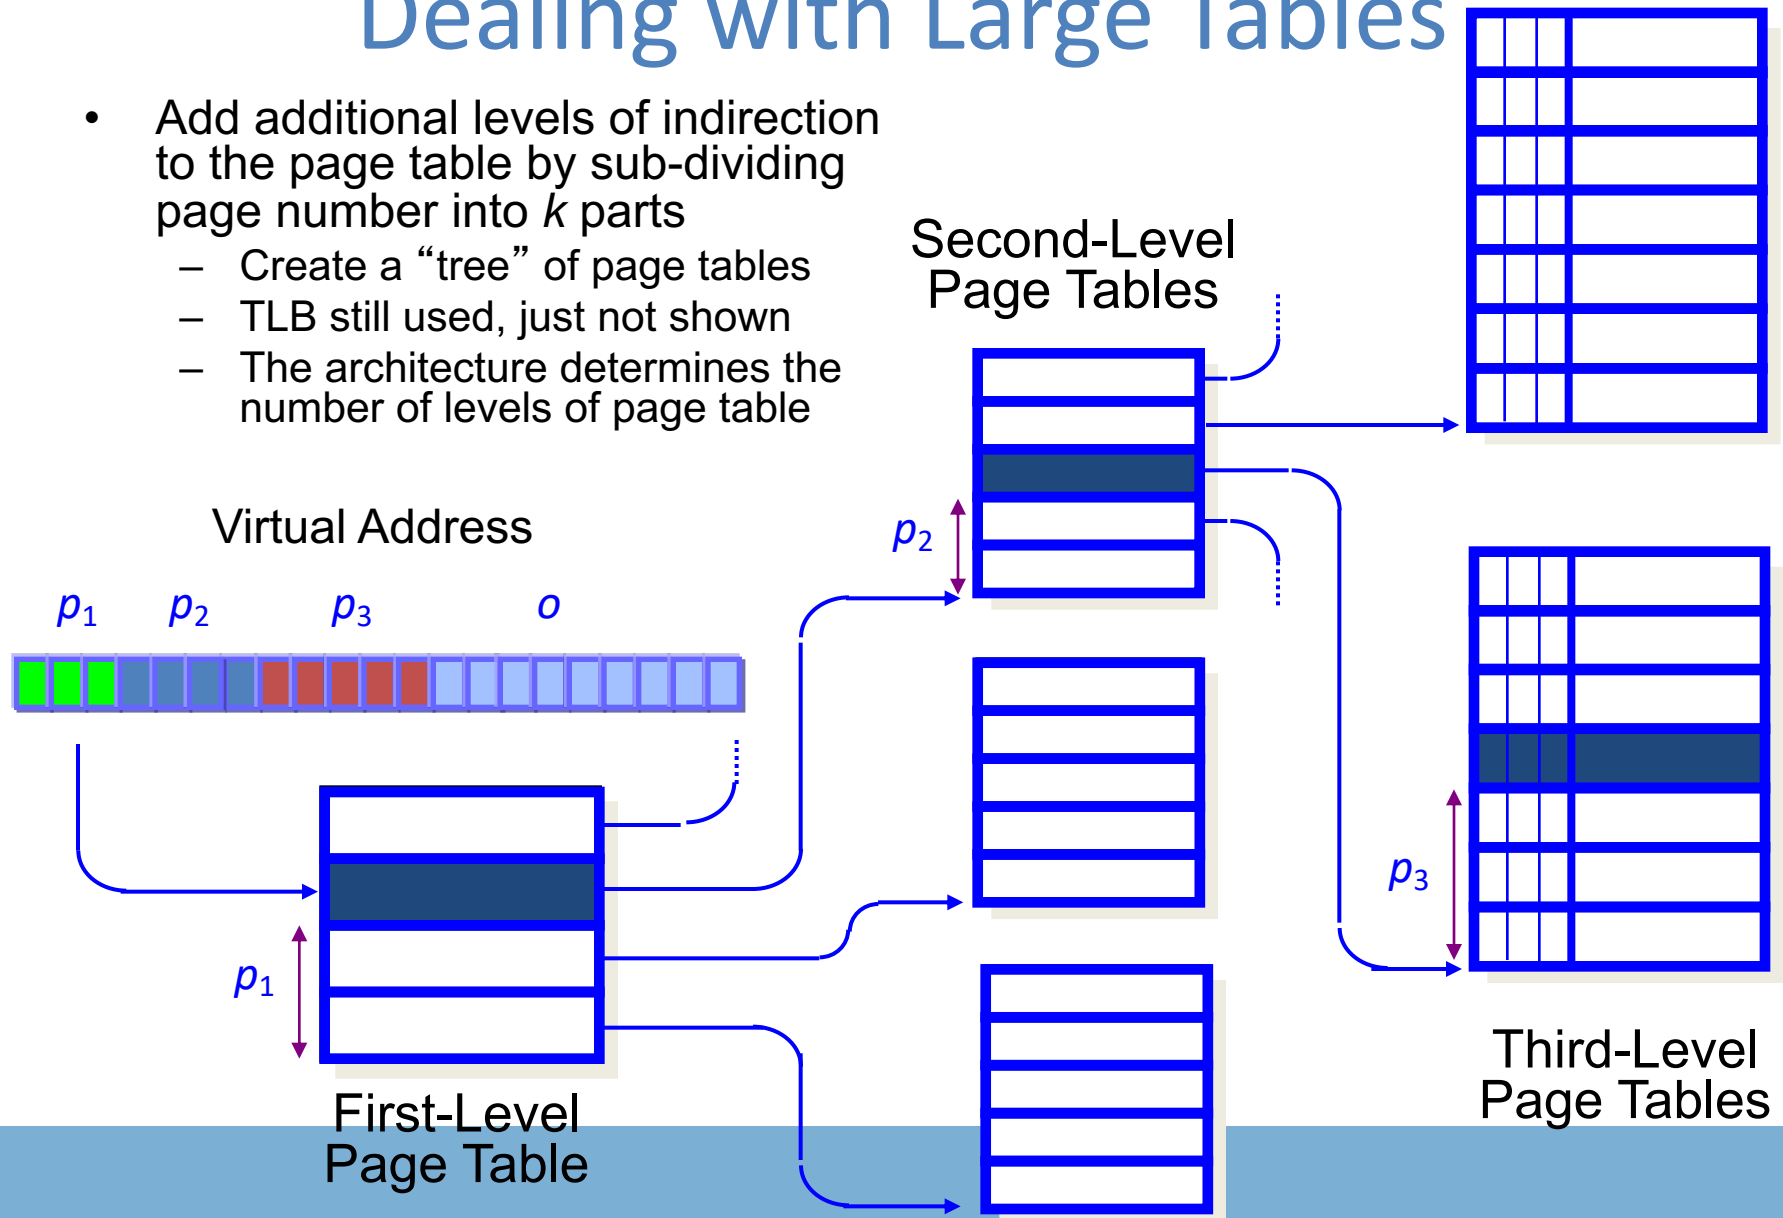 Dealing with Large Tables
• Add additional levels of indirection
to the page table by sub-dividing
page number into k parts
– Create a “tree” of page tables
– TLB still used, just not shown
– The architecture determines the
number of levels of page table
Second-Level
Page Tables
Virtual Address
p2
p1 p2 p3 o
p3
p1
Third-Level
Page Tables
First-Level
Page Table